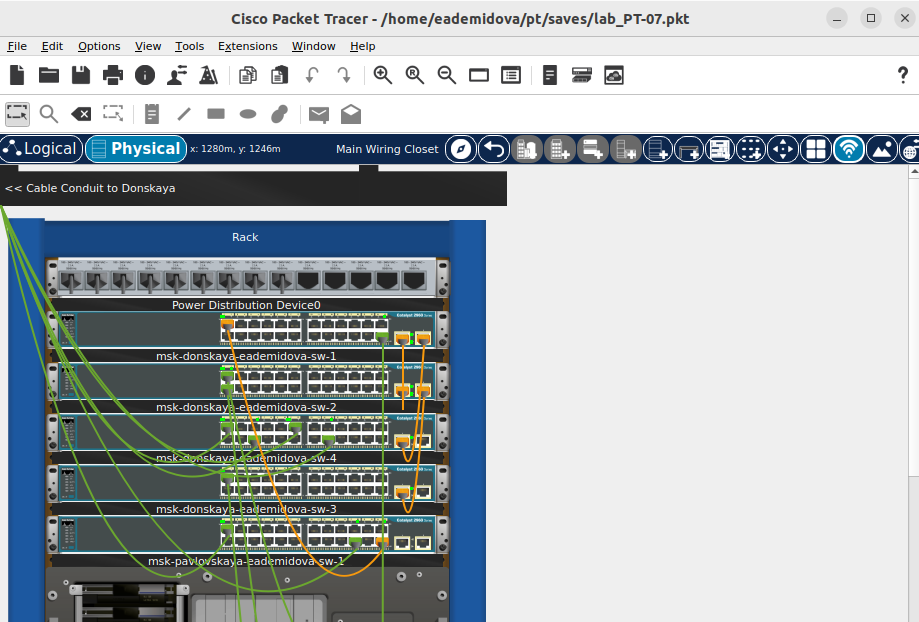 Cisco Packet Tracer - /home/eademidova/pt/saves/lab_PT-07.pkt
File Edit Options View Tools Extensions Window Help
Logical Physical x: 1280m, y: 1246m Main Wiring Closet
<< Cable Conduit to Donskaya
Rack
Power Distribution Device0
msk-donskaya-eademidova-sw-1
msk-donskaya-eademidova-sw-2
msk-donskaya-eademidova-sw-4
msk-donskaya-eademidova-sw-3
msk-pavlovskaya-eademidova-sw-1